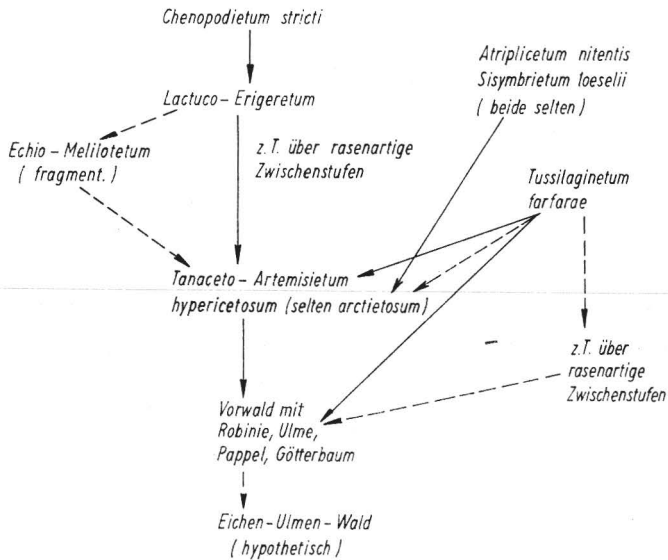 Chenopodietum stricti
Atriplicetum nitentis
Sisymbrietum loeselii
( beide selten )
Lactuco - Erigeretum
Echio - Melilotetum
( fragment. )
z.T. über rasenartige
Zwischenstufen
Tussilaginetum
farfarae
Tanaceto - Artemisietum
hypericetosum (selten arctietosum)
z.T. über
rasenartige
Zwischenstufen
Vorwald mit
Robinie, Ulme,
Pappel, Götterbaum
Eichen-Ulmen-Wald
( hypothetisch )